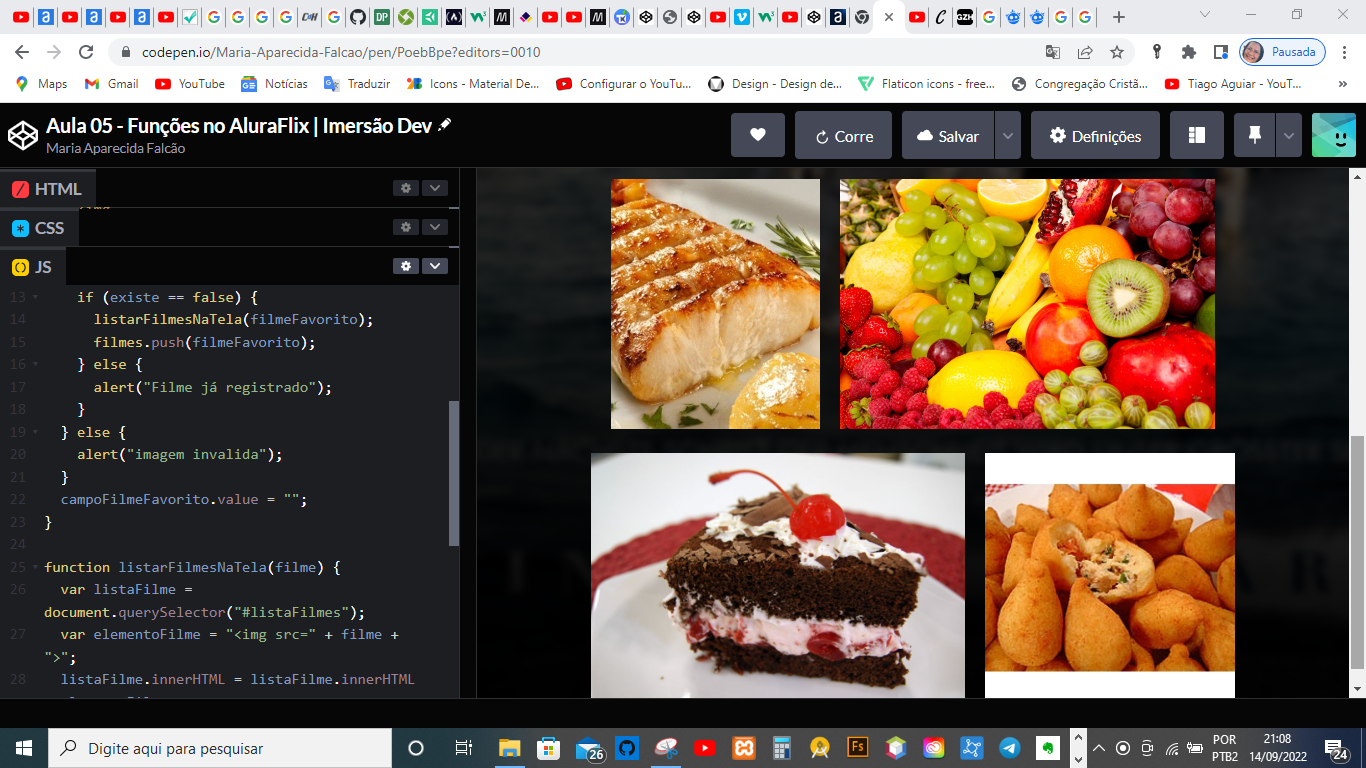 codepen.io/Maria-Aparecida-Falcao/pen/PoebBpe?editors=0010
Pausada
Maps
Gmail
YouTube
Notícias
Traduzir
Icons - Material De...
Configurar o YouTu...
Design - Design de...
Flaticon icons - free...
Congregação Cristã...
Tiago Aguiar - YouT...
»
Aula 05 - Funções no AluraFlix | Imersão Dev
Maria Aparecida Falcão
Corre
Salvar
Definições
HTML
CSS
JS
13 if (existe == false) {
14 listarFilmesNaTela(filmeFavorito);
15 filmes.push(filmeFavorito);
16 } else {
17 alert("Filme já registrado");
18 }
19 } else {
20 alert("imagem invalida");
21 }
22 campoFilmeFavorito.value = "";
23 }
24
25 function listarFilmesNaTela(filme) {
26 var listaFilme =
document.querySelector("#listaFilmes");
27 var elementoFilme = "<img src=" + filme +
">";
28 listaFilme.innerHTML = listaFilme.innerHTML
Digite aqui para pesquisar
26
Fs
POR
PTB2
21:08
14/09/2022
24